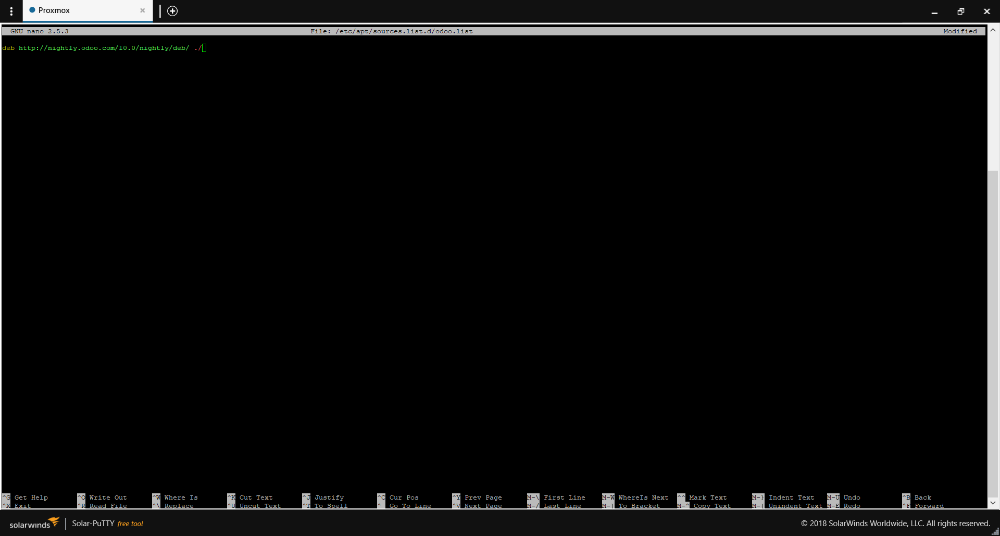 Proxmox
GNU nano 2.5.3 File: /etc/apt/sources.list.d/odoo.list Modified
deb http://nightly.odoo.com/10.0/nightly/deb/ ./
^G Get Help ^O Write Out ^W Where Is ^K Cut Text ^J Justify ^C Cur Pos ^Y Prev Page M-\ First Line M-W WhereIs Next ^^ Mark Text M-} Indent Text M-U Undo ^B Back
^X Exit ^R Read File ^\ Replace ^U Uncut Text ^T To Spell ^_ Go To Line ^V Next Page M-/ Last Line M-] To Bracket M-^ Copy Text M-{ Unindent Text M-E Redo ^F Forward
solarwinds Solar-PuTTY free tool © 2018 SolarWinds Worldwide, LLC. All rights reserved.